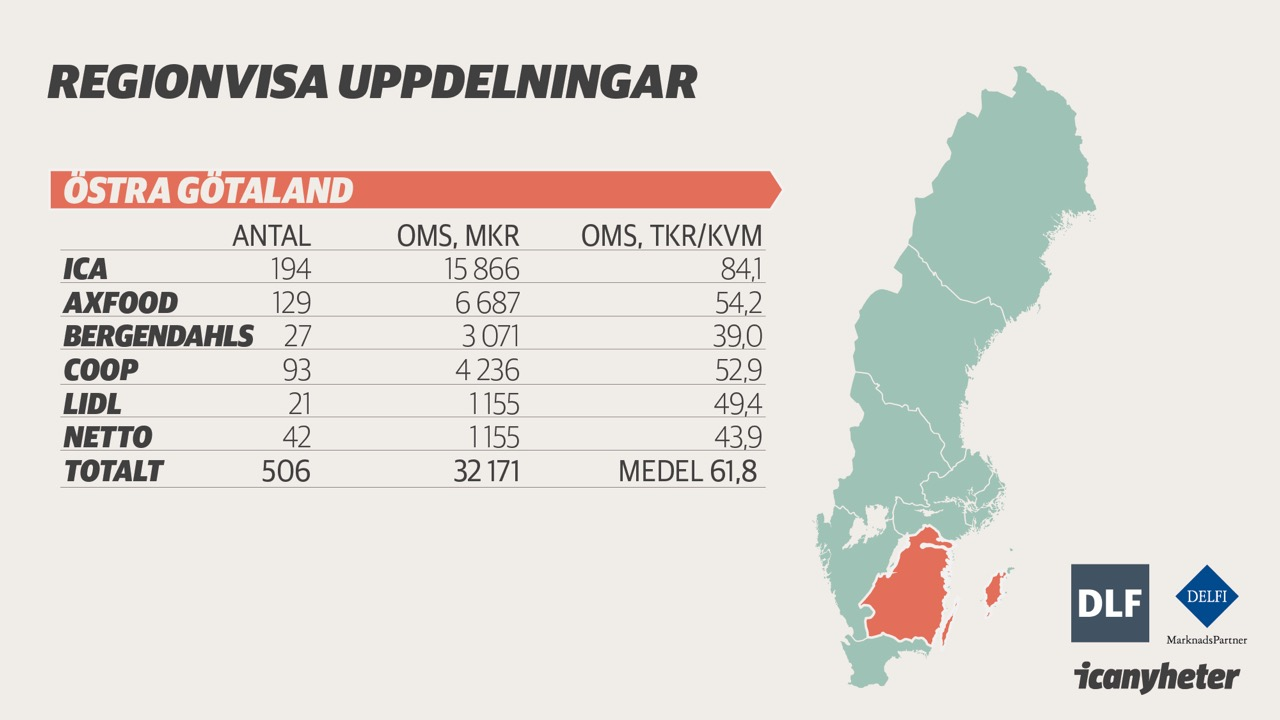 REGIONVISA UPPDELNINGAR
ÖSTRA GÖTALAND
ANTAL OMS, MKR OMS, TKR/KVM
ICA 194 15 866 84,1
AXFOOD 129 6 687 54,2
BERGENDAHLS 27 3 071 39,0
COOP 93 4 236 52,9
LIDL 21 1 155 49,4
NETTO 42 1 155 43,9
TOTALT 506 32 171 MEDEL 61,8
DLF
DELFI
MarknadsPartner
icanyheter